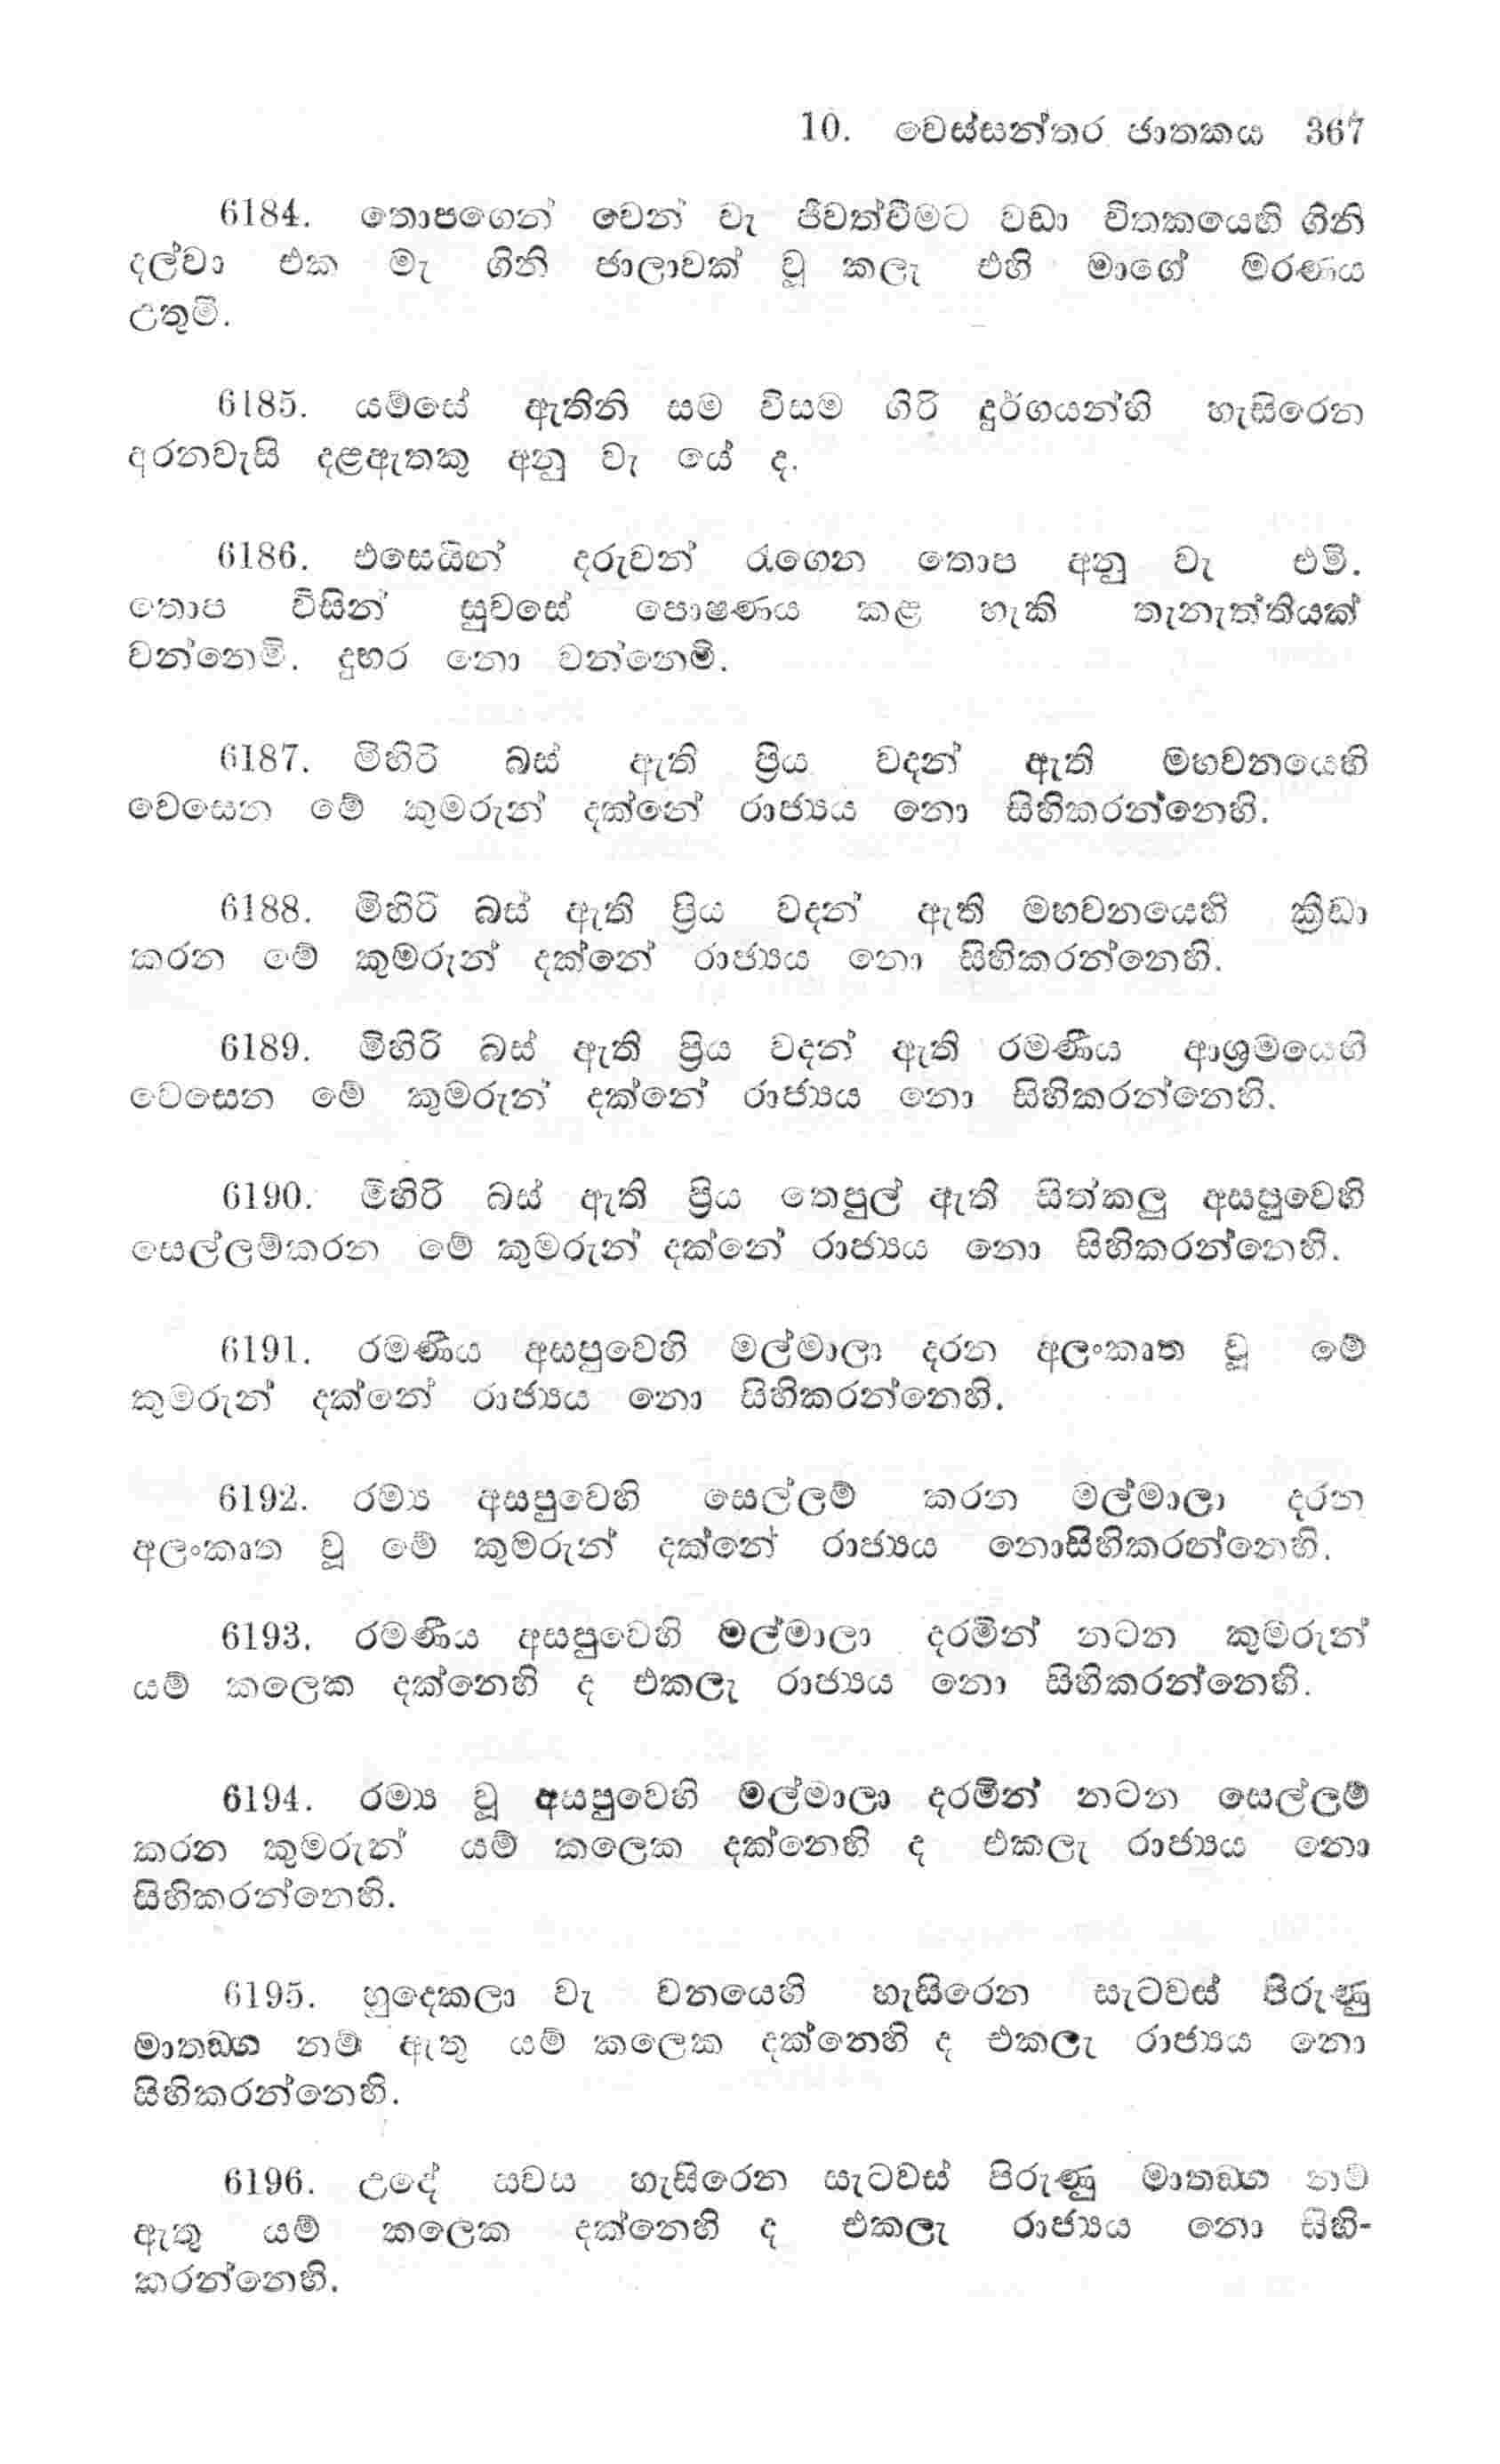 10. වෙස්සන්තර ජාතකය 367
6184. තොපගෙන් වෙන් වැ ජීවත්වීමට වඩා චිතකයෙහි ගිනි
දල්වා එක මැ ගිනි ජාලාවක් වූ කලැ එහි මාගේ මරණය
උතුමි.
6185. යම්සේ ඇතිනි සම විසම ගිරි දුර්ගයන්හි හැසිරෙන
අරනවැසි දළඇතකු අනු වැ යේ ද.
6186. එසෙයින් දරුවන් රැගෙන තොප අනු වැ එමි.
තොප විසින් සුවසේ පොෂණය කළ හැකි තැනැත්තියක්
වන්නෙමි. දුභර නො වන්නෙමි.
6187. මිහිරි බස් ඇති ප්‍රිය වදන් ඇති මහවනයෙහි
වෙසෙන මේ කුමරුන් දක්නේ රාජ්‍යය නො සිහිකරන්නෙහි.
6188. මිහිරි බස් ඇති ප්‍රිය වදන් ඇති මහවනයෙහි ක්‍රීඩා
කරන මේ කුමරුන් දක්නේ රාජ්‍යය නො සිහිකරන්නෙහි.
6189. මිහිරි බස් ඇති ප්‍රිය වදන් ඇති රමණීය ආශ්‍රමයෙහි
වෙසෙන මේ කුමරුන් දක්නේ රාජ්‍යය නො සිහිකරන්නෙහි.
6190. මිහිරි බස් ඇති ප්‍රිය තෙපුල් ඇති සිත්කලු අසපුවෙහි
සෙල්ලම්කරන මේ කුමරුන් දක්නේ රාජ්‍යය නො සිහිකරන්නෙහි.
6191. රමණීය අසපුවෙහි මල්මාලා දරන අලංකෘත වූ මේ
කුමරුන් දක්නේ රාජ්‍යය නො සිහිකරන්නෙහි.
6192. රම්‍ය අසපුවෙහි සෙල්ලම් කරන මල්මාලා දරන
අලංකෘත වූ මේ කුමරුන් දක්නේ රාජ්‍යය නොසිහිකරන්නෙහි.
6193. රමණීය අසපුවෙහි මල්මාලා දරමින් නටන කුමරුන්
යම් කලෙක දක්නෙහි ද එකලැ රාජ්‍යය නො සිහිකරන්නෙහි.
6194. රම්‍ය වූ අයපුවෙහි මල්මාලා දරමින් නටන සෙල්ලම්
කරන කුමරුන් යම් කලෙක දක්නෙහි ද එකලැ රාජ්‍යය නො
සිහිකරන්නෙහි.
6195. හුදෙකලා වැ වනයෙහි හැසිරෙන සැටවස් පිරුණු
මාතඞ්ග නම් ඇතු යම් කලෙක දක්නෙහි ද එකලැ රාජ්‍යය නො
සිහිකරන්නෙහි.
6196. උදේ සවස හැසිරෙන සැටවස් පිරුණු මාතඞ්ග නම්
ඇතු යම් කලෙක දක්නෙහි ද එකලැ රාජ්‍යය නො සිහි-
කරන්නෙහි.